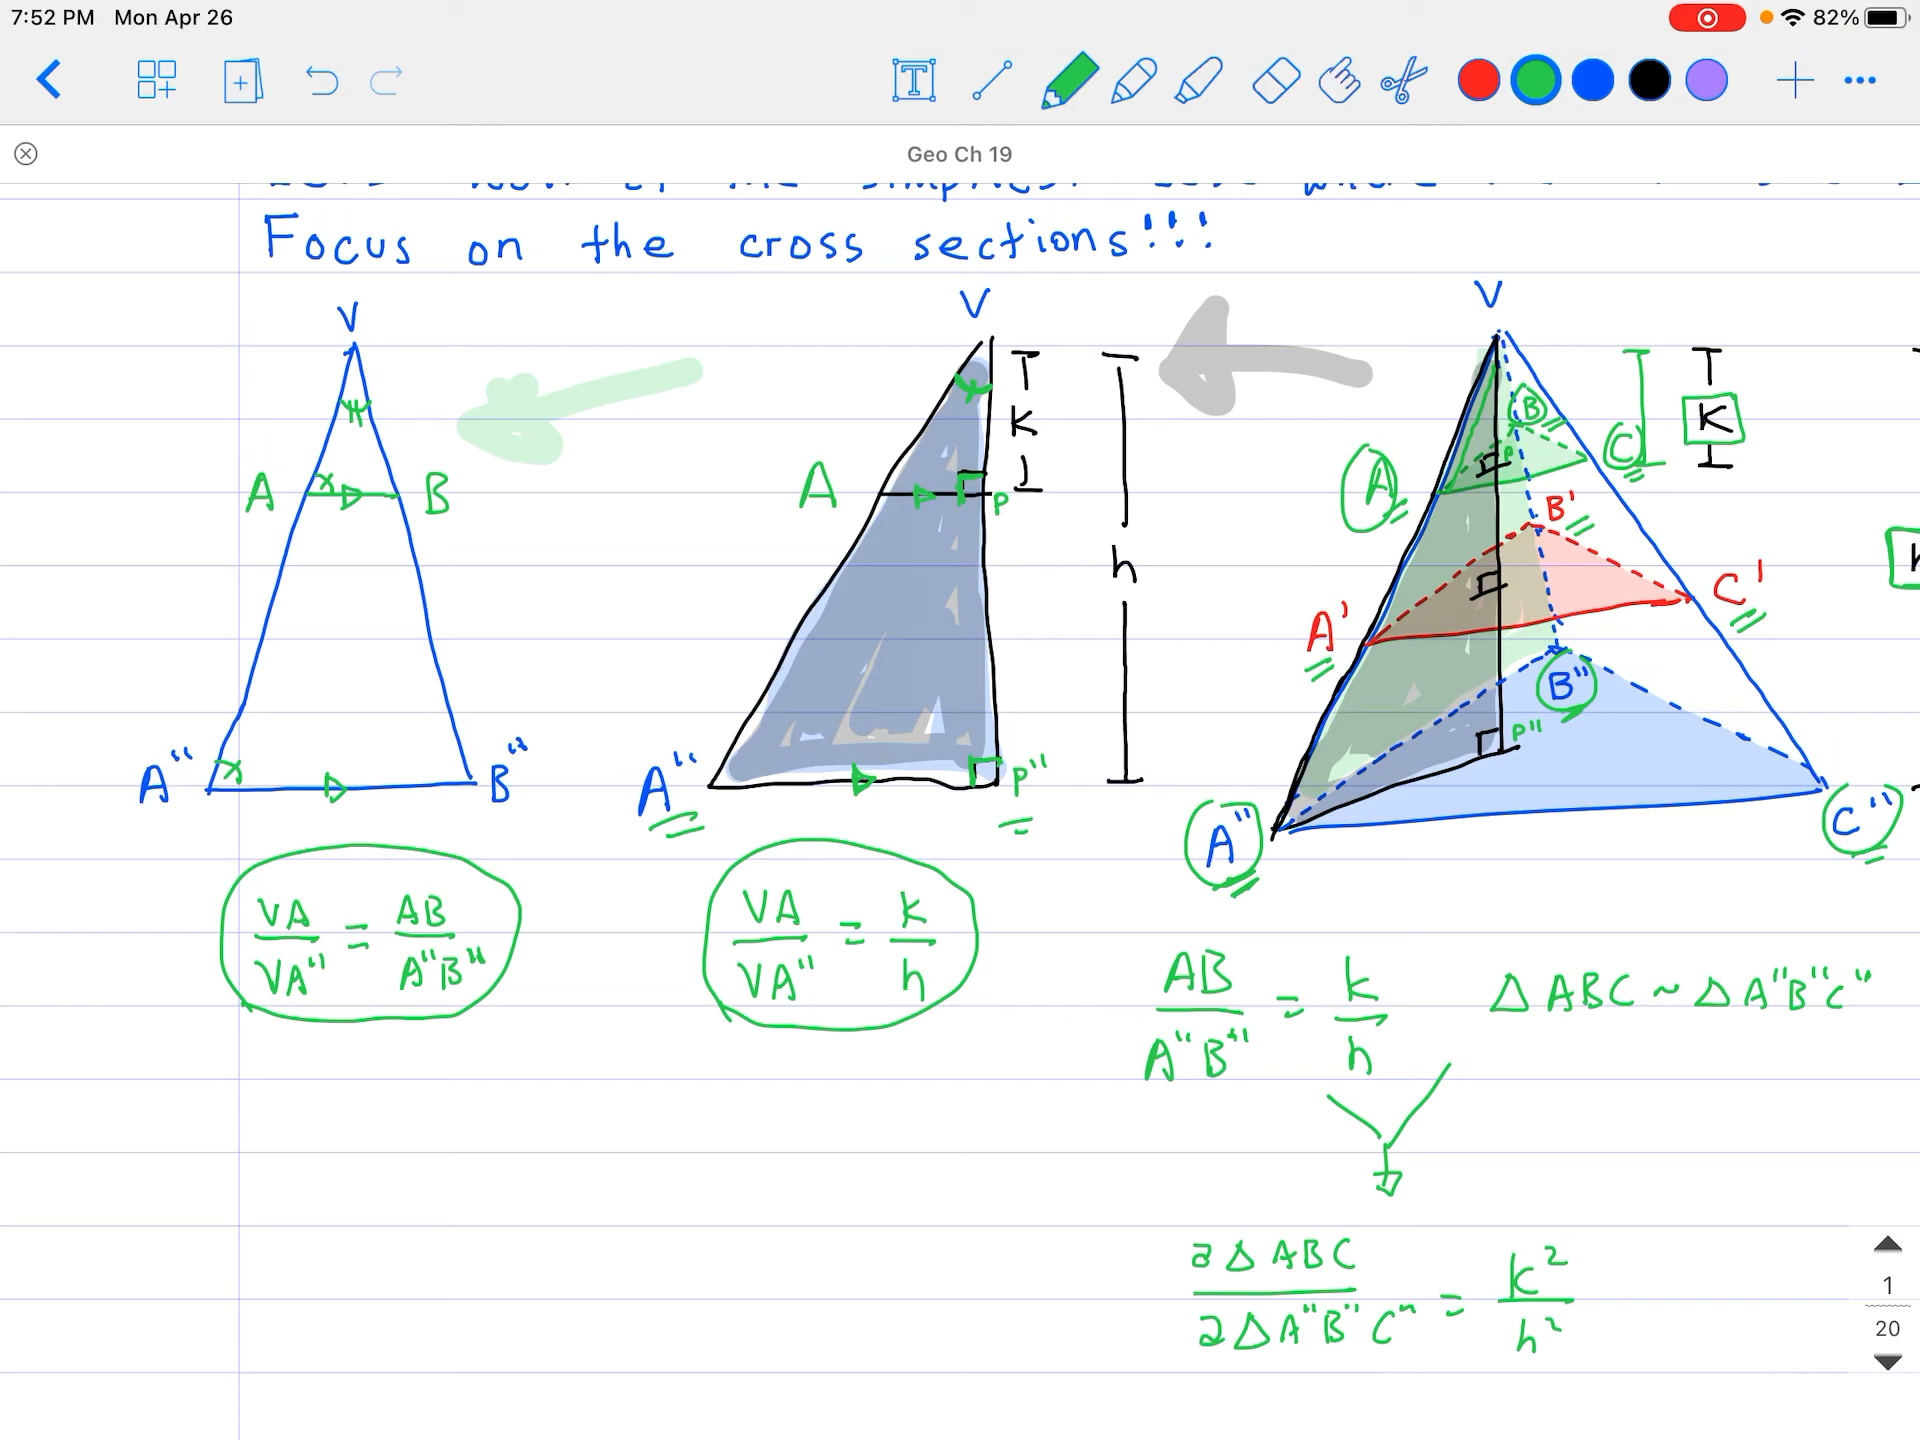 7:52 PM Mon Apr 26 82%
T
Geo Ch 19
the
Focus on the cross sections!!!
V V V
K h B C K
A B A P A P
B'
A' C'
B"
A" B" A" P" P" A" C"
VA/VA" = AB/A"B"
VA/VA" = k/h
AB/A"B" = k/h
△ABC ~ △A"B"C"
a△ABC/a△A"B"C" = k²/h²
1
20